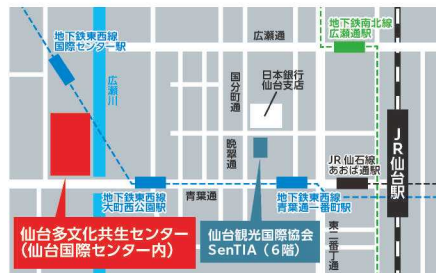 地下鉄東西線
国際センター駅
広瀬通
地下鉄南北線
広瀬通駅
広瀬川
国分町通
日本銀行
仙台支店
晩翠通
JR 仙石線
あおば通駅
JR仙台駅
青葉通
地下鉄東西線
大町西公園駅
地下鉄東西線
青葉通一番町駅
東二番丁通
仙台多文化共生センター
(仙台国際センター内)
仙台観光国際協会
SenTIA(6階)